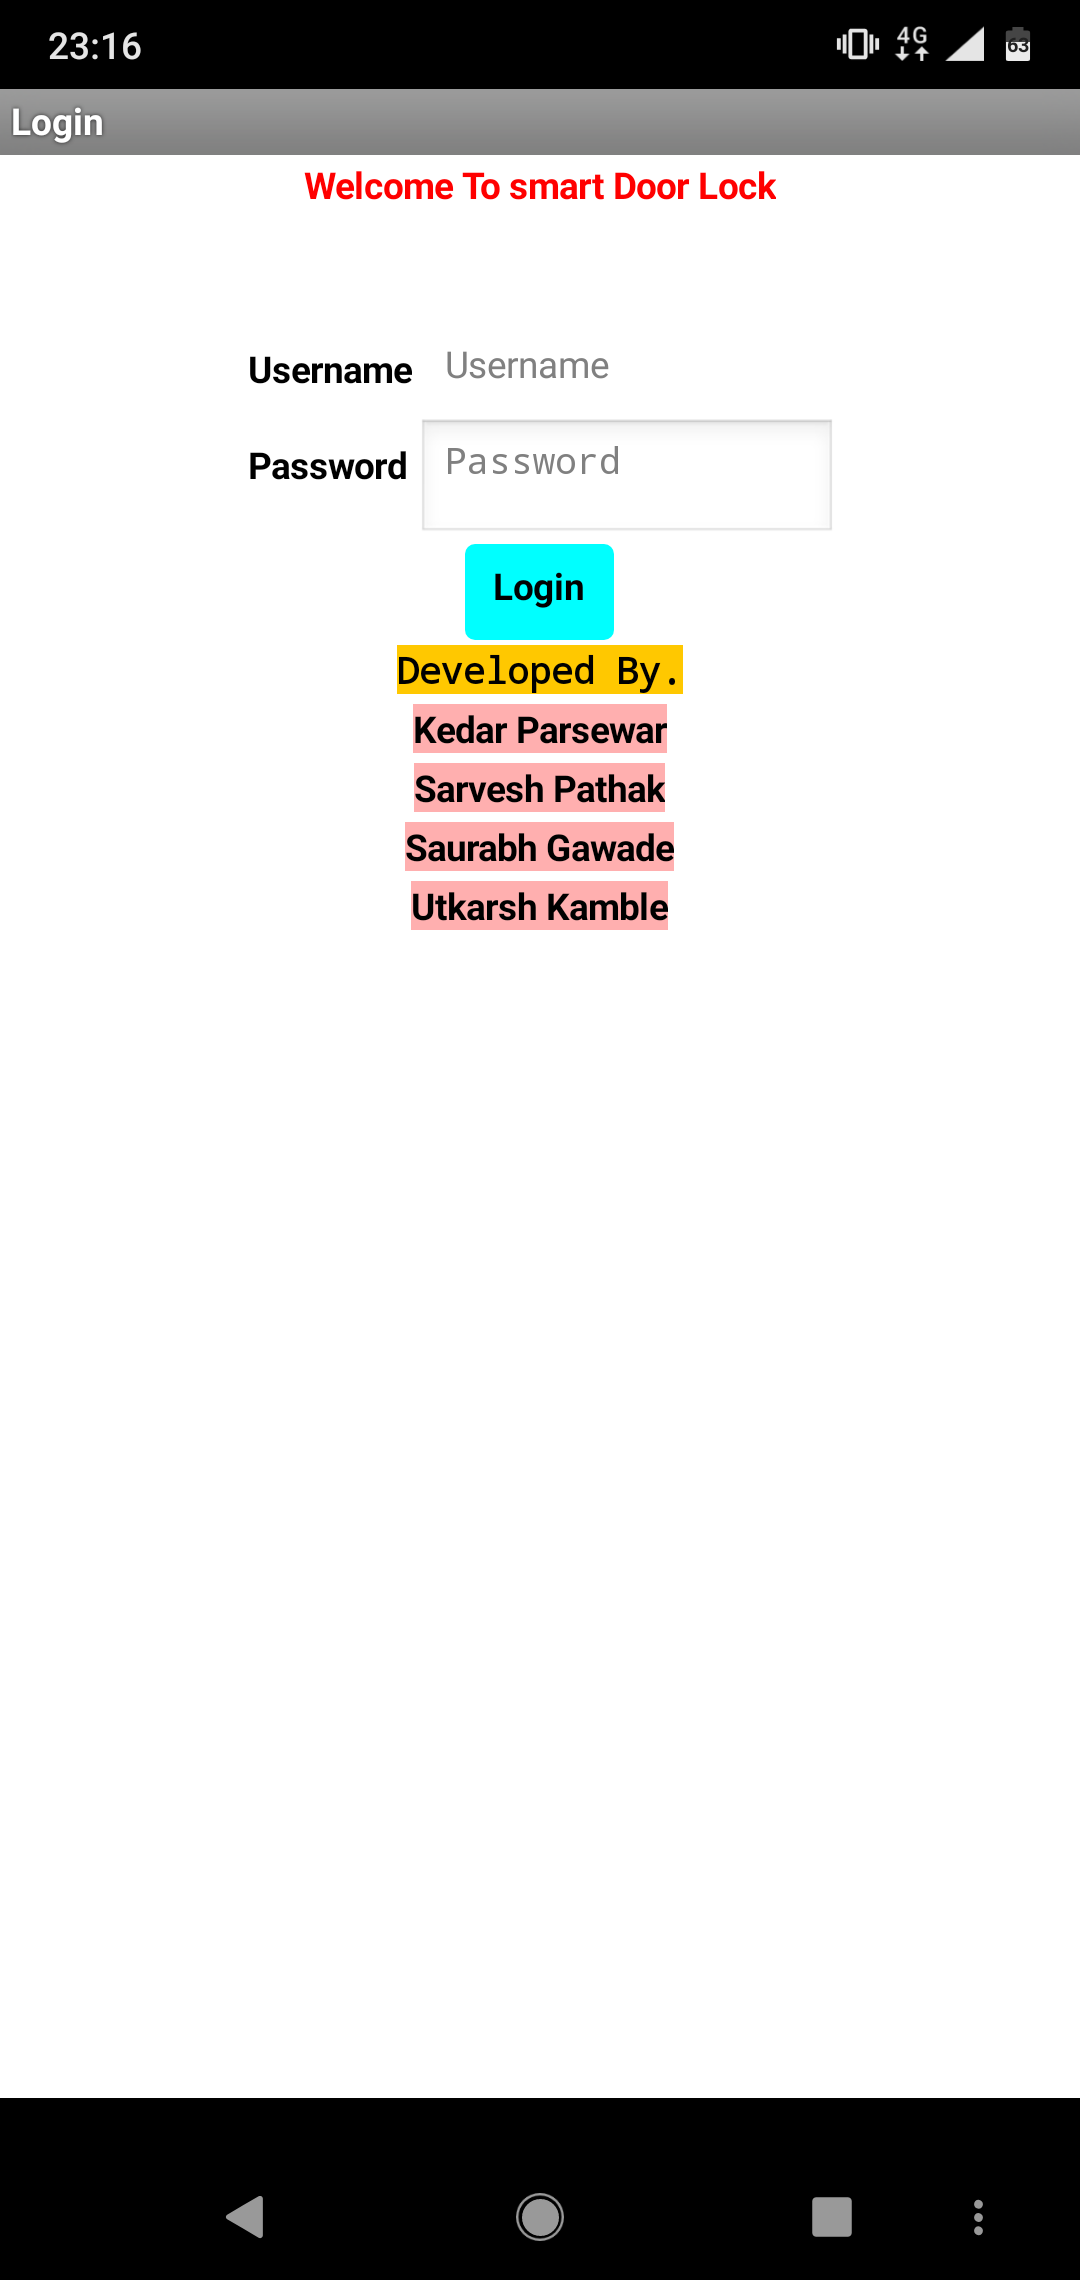 23:16 4G 63
Login
Welcome To smart Door Lock
Username Username
Password Password
Login
Developed By.
Kedar Parsewar
Sarvesh Pathak
Saurabh Gawade
Utkarsh Kamble